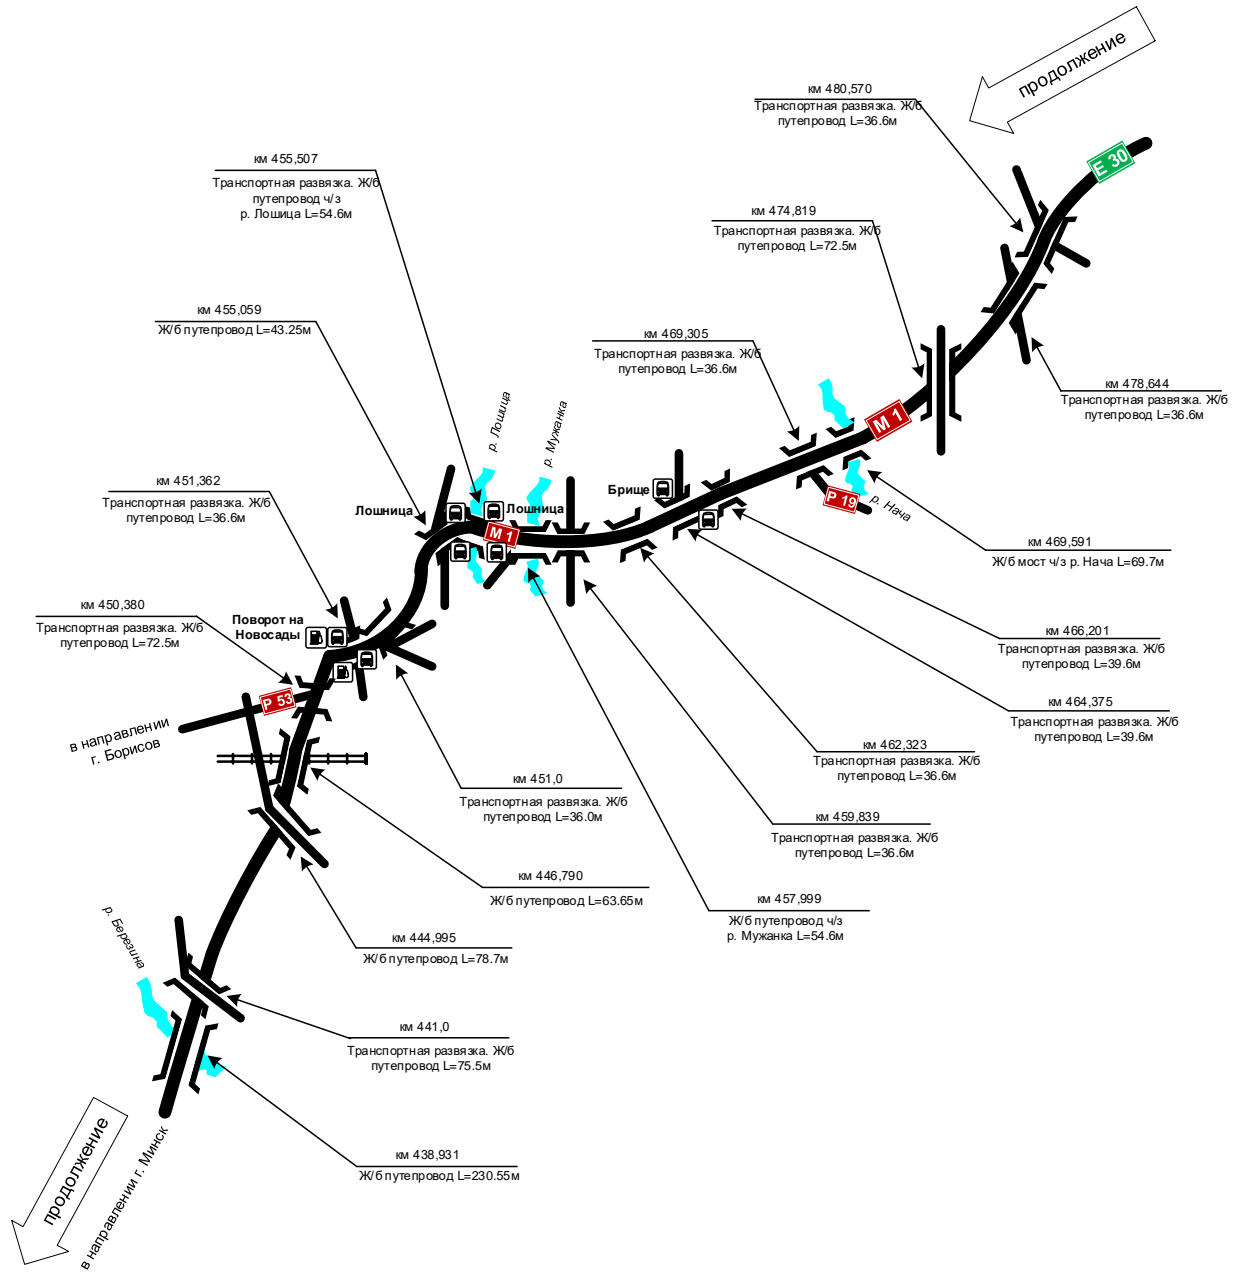 продолжение
км 480,570
Транспортная развязка. Ж/б
путепровод L=36.6м
E 30
км 455,507
Транспортная развязка. Ж/б
путепровод ч/з
р. Лошица L=54.6м
км 474,819
Транспортная развязка. Ж/б
путепровод L=72.5м
км 455,059
Ж/б путепровод L=43.25м
км 469,305
Транспортная развязка. Ж/б
путепровод L=36.6м
км 478,644
Транспортная развязка. Ж/б
путепровод L=36.6м
р. Лошица
р. Мужанка
М 1
км 451,362
Транспортная развязка. Ж/б
путепровод L=36.6м
Лошница
Лошница
М 1
Брище
Р 19
р. Нача
км 469,591
Ж/б мост ч/з р. Нача L=69.7м
км 450,380
Транспортная развязка. Ж/б
путепровод L=72.5м
Поворот на
Новосады
км 466,201
Транспортная развязка. Ж/б
путепровод L=39.6м
Р 53
в направлении
г. Борисов
км 464,375
Транспортная развязка. Ж/б
путепровод L=39.6м
км 462,323
Транспортная развязка. Ж/б
путепровод L=36.6м
км 451,0
Транспортная развязка. Ж/б
путепровод L=36.0м
км 459,839
Транспортная развязка. Ж/б
путепровод L=36.6м
км 446,790
Ж/б путепровод L=63.65м
км 457,999
Ж/б путепровод ч/з
р. Мужанка L=54.6м
р. Березина
км 444,995
Ж/б путепровод L=78.7м
км 441,0
Транспортная развязка. Ж/б
путепровод L=75.5м
км 438,931
Ж/б путепровод L=230.55м
продолжение
в направлении г. Минск